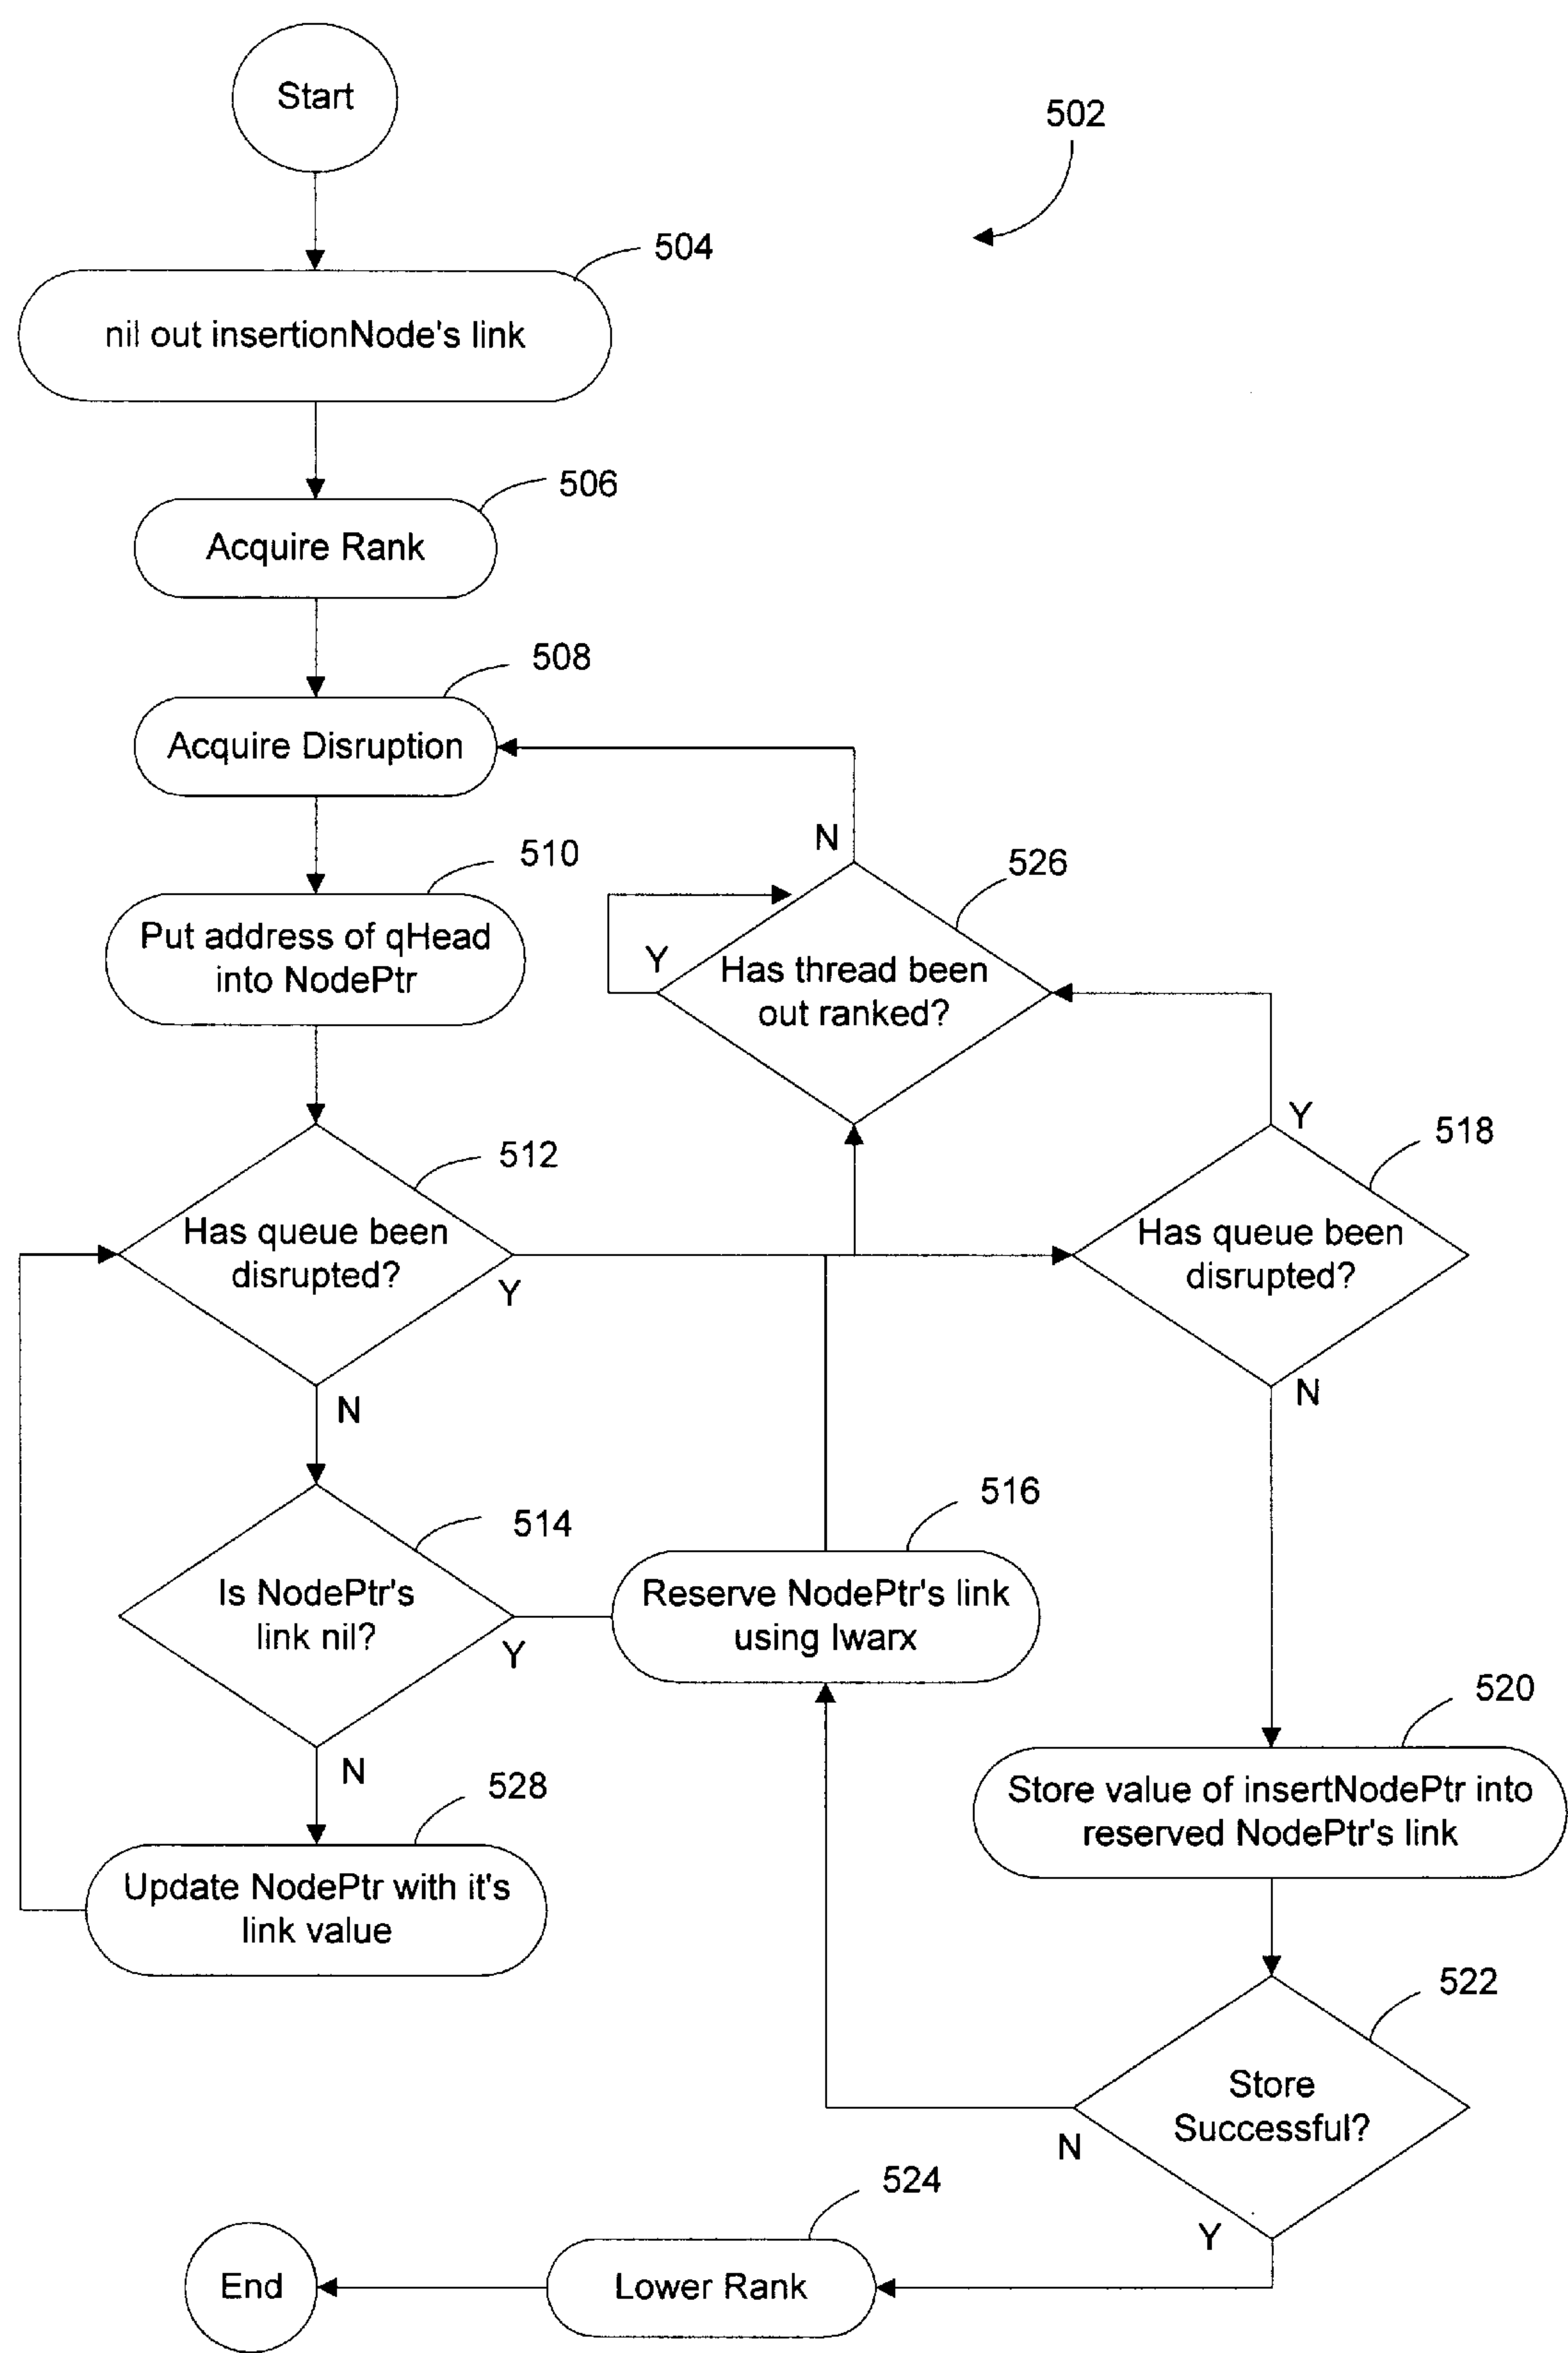 Start
502
504
nil out insertionNode's link
506
Acquire Rank
508
Acquire Disruption
N
510
526
Put address of qHead
into NodePtr
Y
Has thread been
out ranked?
Y
518
512
Has queue been
disrupted?
Y
Has queue been
disrupted?
N
N
514
516
Is NodePtr's
link nil?
Y
Reserve NodePtr's link
using lwarx
520
N
528
Store value of insertNodePtr into
reserved NodePtr's link
Update NodePtr with it's
link value
522
Store
Successful?
N
524
Y
End
Lower Rank